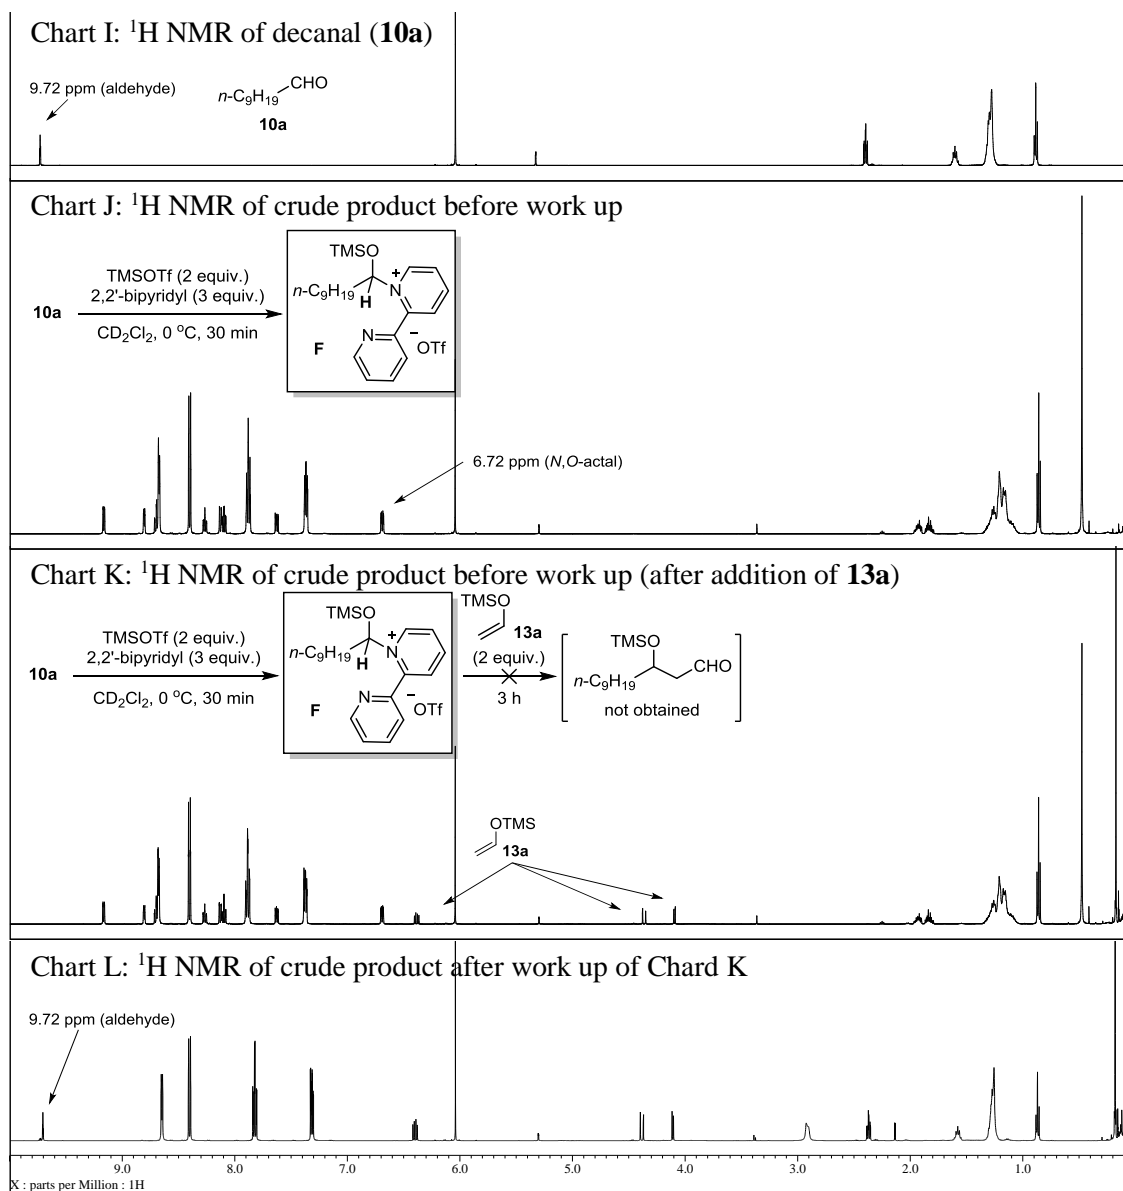 Chart I: ¹H NMR of decanal (10a)
9.72 ppm (aldehyde)
CHO
n-C₉H₁₉
10a
Chart J: ¹H NMR of crude product before work up
TMSO
TMSOTf (2 equiv.)
2,2'-bipyridyl (3 equiv.)
10a
CD₂Cl₂, 0 °C, 30 min
n-C₉H₁₉
H
N
+
N
F
−
OTf
6.72 ppm (N,O-actal)
Chart K: ¹H NMR of crude product before work up (after addition of 13a)
TMSO
TMSOTf (2 equiv.)
2,2'-bipyridyl (3 equiv.)
10a
CD₂Cl₂, 0 °C, 30 min
n-C₉H₁₉
H
N
+
N
F
−
OTf
TMSO
13a
(2 equiv.)
3 h
TMSO
CHO
n-C₉H₁₉
not obtained
OTMS
13a
Chart L: ¹H NMR of crude product after work up of Chard K
9.72 ppm (aldehyde)
9.0 8.0 7.0 6.0 5.0 4.0 3.0 2.0 1.0
X : parts per Million : 1H